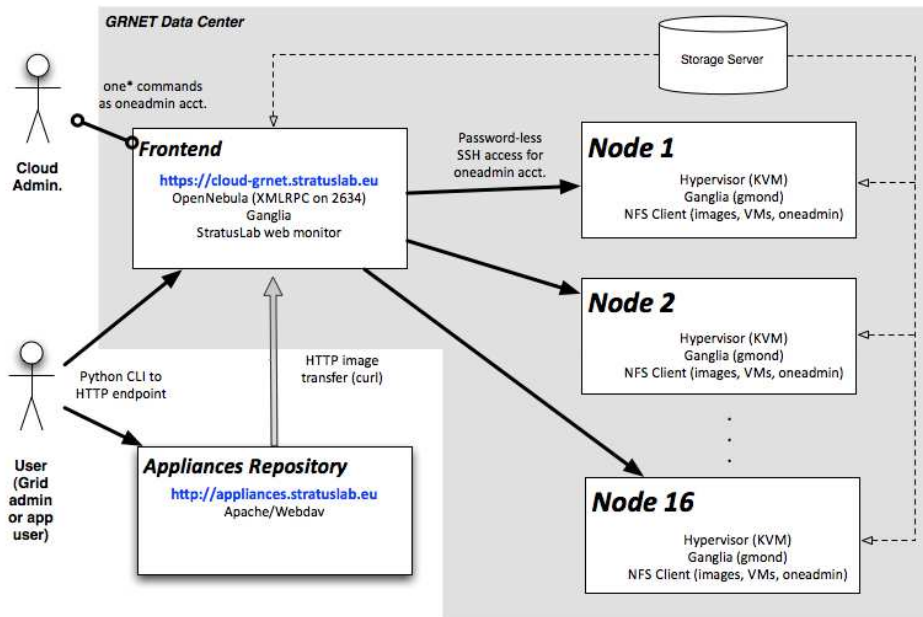 GRNET Data Center
Storage Server
one* commands
as oneadmin acct.
Cloud
Admin.
Frontend
https://cloud-grnet.stratuslab.eu
OpenNebula (XMLRPC on 2634)
Ganglia
StratusLab web monitor
Password-less
SSH access for
oneadmin acct.
Node 1
Hypervisor (KVM)
Ganglia (gmond)
NFS Client (images, VMs, oneadmin)
Node 2
Hypervisor (KVM)
Ganglia (gmond)
NFS Client (images, VMs, oneadmin)
Python CLI to
HTTP endpoint
HTTP image
transfer (curl)
User
(Grid
admin
or app
user)
Appliances Repository
http://appliances.stratuslab.eu
Apache/Webdav
.
.
.
Node 16
Hypervisor (KVM)
Ganglia (gmond)
NFS Client (images, VMs, oneadmin)